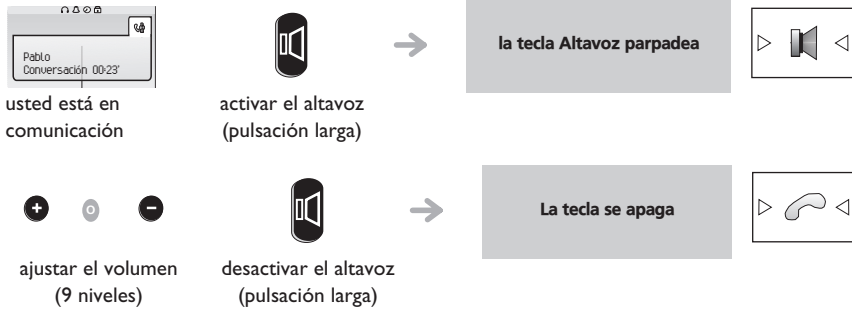 Pablo
Conversación 00:23'
usted está en
comunicación
activar el altavoz
(pulsación larga)
la tecla Altavoz parpadea
+
o
-
ajustar el volumen
(9 niveles)
desactivar el altavoz
(pulsación larga)
La tecla se apaga